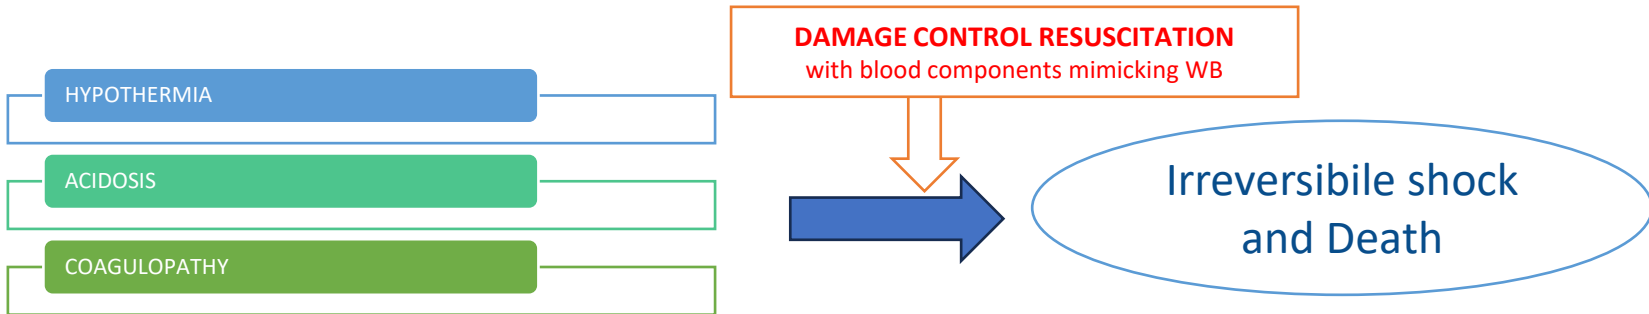 DAMAGE CONTROL RESUSCITATION
with blood components mimicking WB
HYPOTHERMIA
ACIDOSIS
COAGULOPATHY
Irreversibile shock
and Death